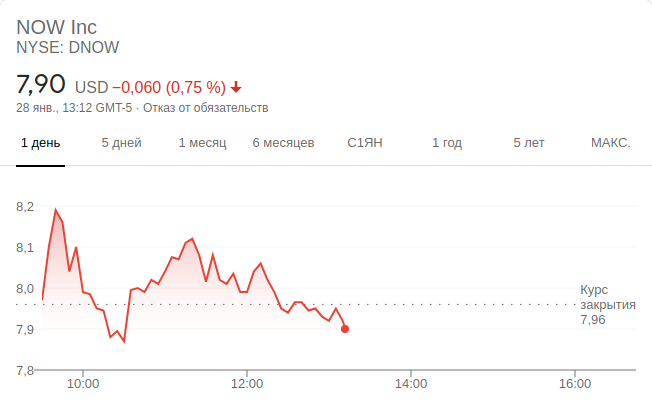 NOW Inc
NYSE: DNOW
7,90 USD −0,060 (0,75 %)
28 янв., 13:12 GMT-5 · Отказ от обязательств
1 день 5 дней 1 месяц 6 месяцев С1ЯН 1 год 5 лет МАКС.
8,2
8,1
8,0
7,9
7,8
Курс
закрытия
7,96
10:00 12:00 14:00 16:00